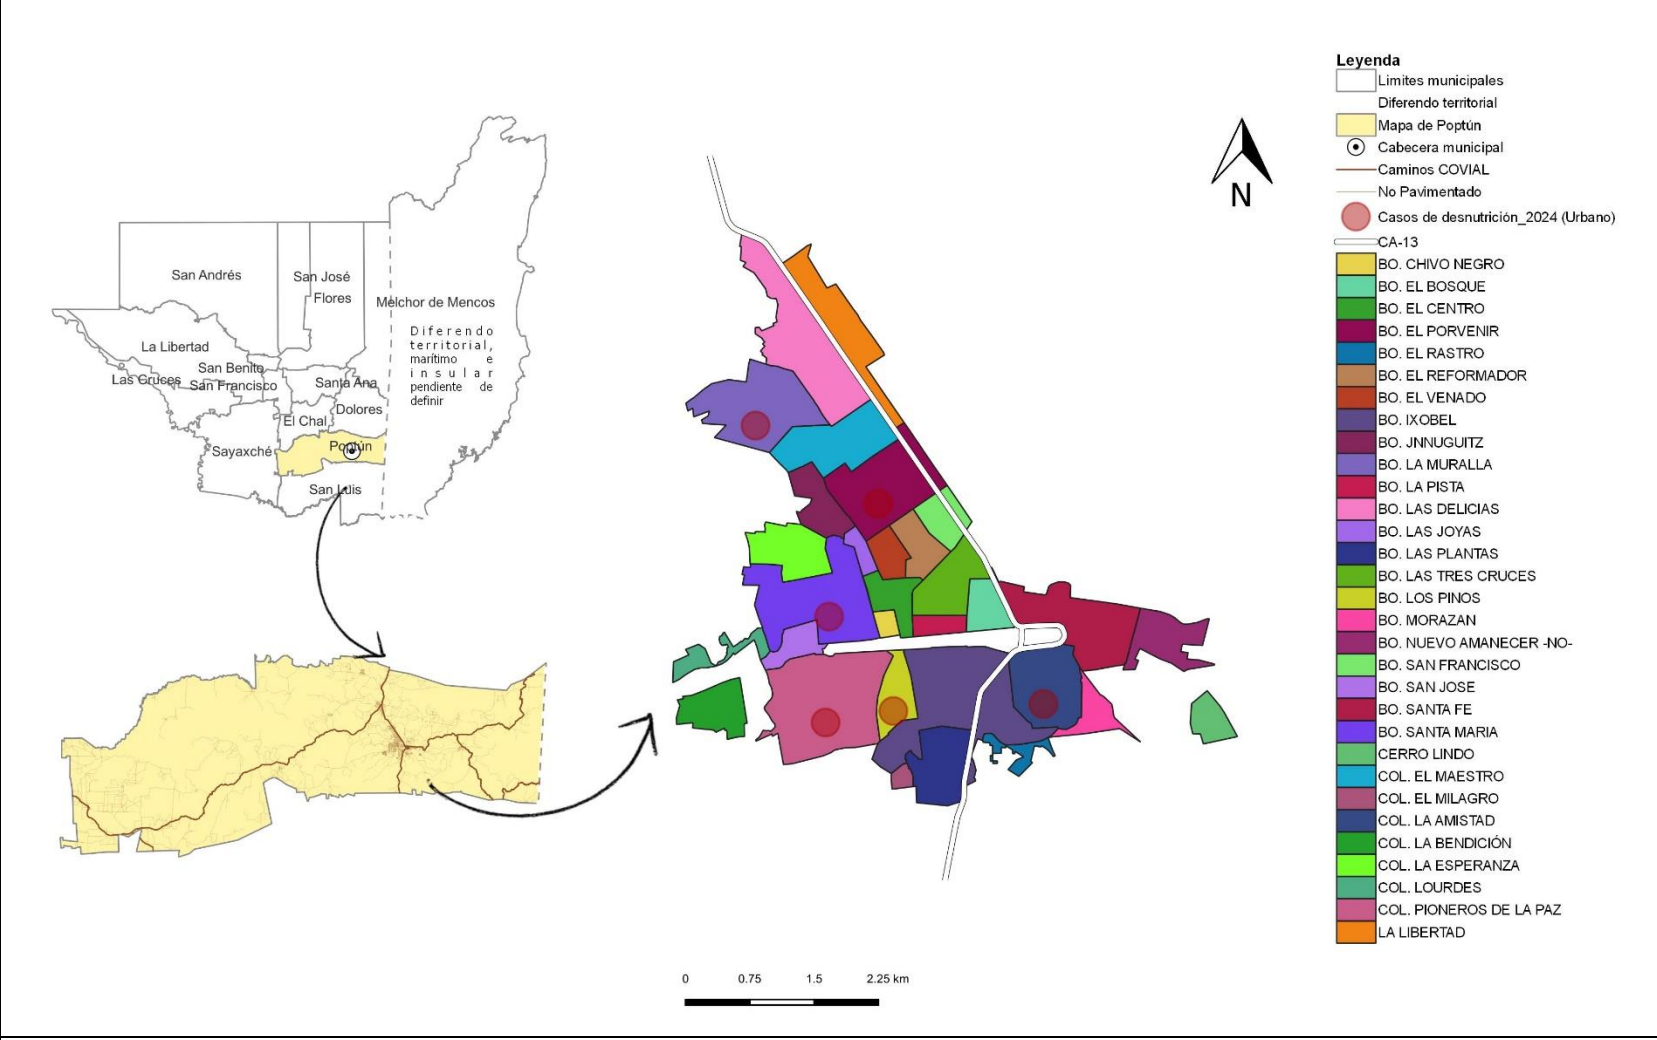 San Andrés
San José
Flores
Melchor de Mencos
Diferendo
territorial,
marítimo e
insular
pendiente de
definir
La Libertad
San Benito
Las Cruces
San Francisco
Santa Ana
Dolores
El Chal
Sayaxché
Poptún
San Luis
N
0 0.75 1.5 2.25 km
Leyenda
Limites municipales
Diferendo territorial
Mapa de Poptún
Cabecera municipal
Caminos COVIAL
No Pavimentado
Casos de desnutrición_2024 (Urbano)
CA-13
BO. CHIVO NEGRO
BO. EL BOSQUE
BO. EL CENTRO
BO. EL PORVENIR
BO. EL RASTRO
BO. EL REFORMADOR
BO. EL VENADO
BO. IXOBEL
BO. JNNUGUITZ
BO. LA MURALLA
BO. LA PISTA
BO. LAS DELICIAS
BO. LAS JOYAS
BO. LAS PLANTAS
BO. LAS TRES CRUCES
BO. LOS PINOS
BO. MORAZAN
BO. NUEVO AMANECER -NO-
BO. SAN FRANCISCO
BO. SAN JOSE
BO. SANTA FE
BO. SANTA MARIA
CERRO LINDO
COL. EL MAESTRO
COL. EL MILAGRO
COL. LA AMISTAD
COL. LA BENDICIÓN
COL. LA ESPERANZA
COL. LOURDES
COL. PIONEROS DE LA PAZ
LA LIBERTAD